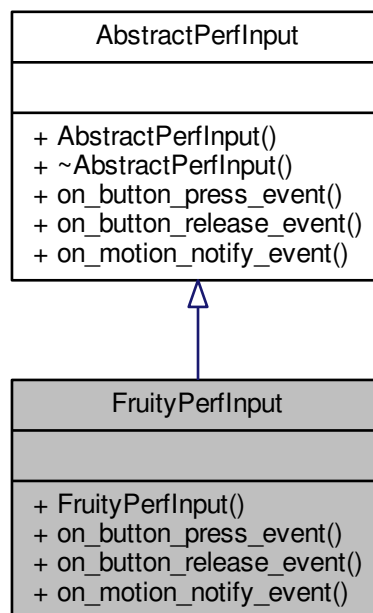 AbstractPerfInput
+ AbstractPerfInput()
+ ~AbstractPerfInput()
+ on_button_press_event()
+ on_button_release_event()
+ on_motion_notify_event()
FruityPerfInput
+ FruityPerfInput()
+ on_button_press_event()
+ on_button_release_event()
+ on_motion_notify_event()